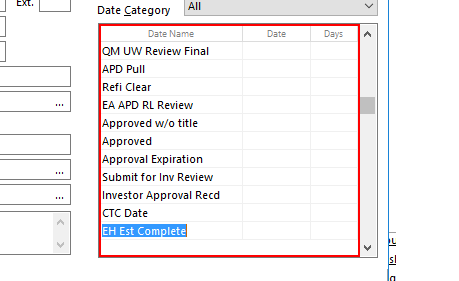 Ext.
Date Category All
Date Name Date Days
QM UW Review Final
APD Pull
Refi Clear
EA APD RL Review
Approved w/o title
Approved
Approval Expiration
Submit for Inv Review
Investor Approval Recd
CTC Date
EH Est Complete
...
...
...